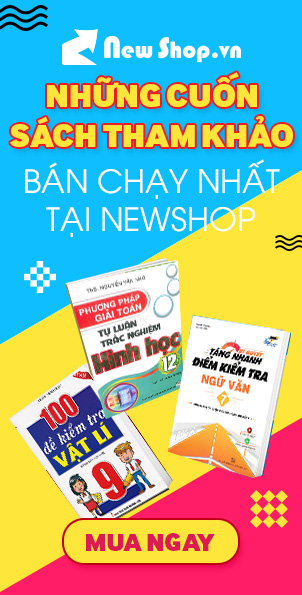 New Shop.vn
NHỮNG CUỐN
SÁCH THAM KHẢO
BÁN CHẠY NHẤT
TẠI NEWSHOP
PHƯƠNG PHÁP
GIẢI TOÁN
TỰ LUẬN
TRẮC NGHIỆM
Hình học
12
QUYẾT
TĂNG NHANH
ĐIỂM KIỂM TRA
NGỮ VĂN
7
100
đề kiểm tra
VẬT LÍ
9
MUA NGAY